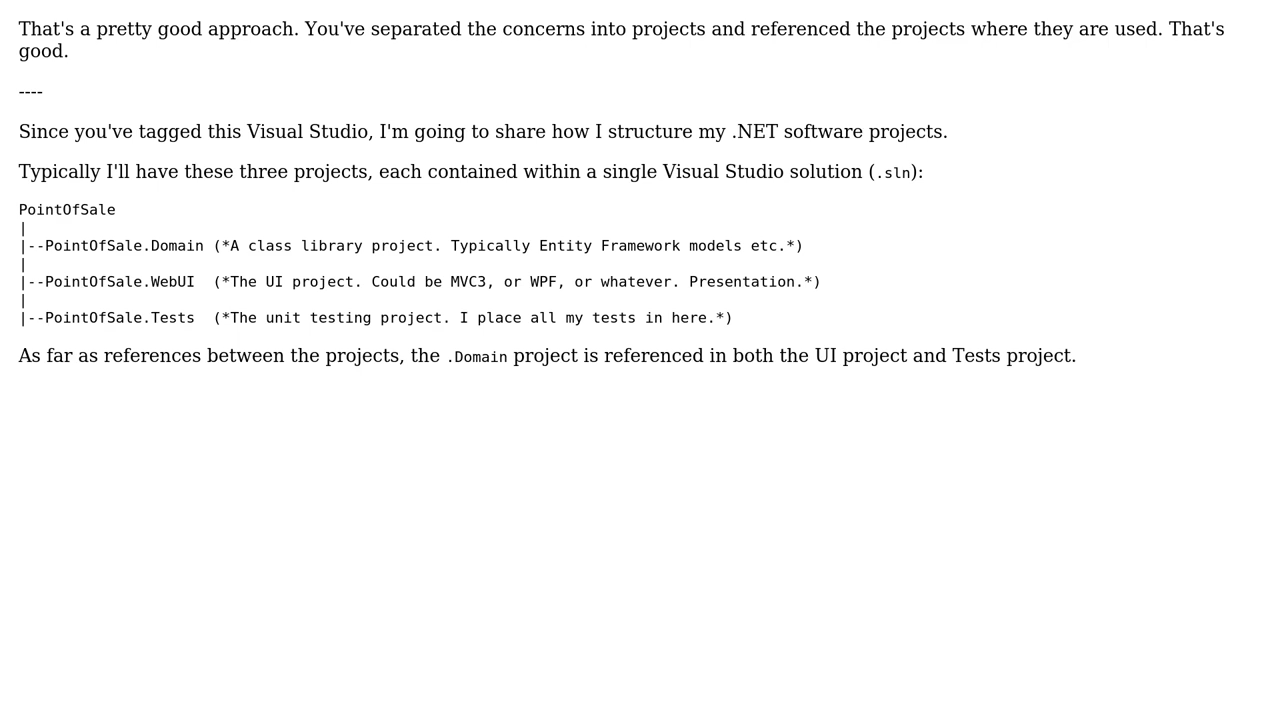 That's a pretty good approach. You've separated the concerns into projects and referenced the projects where they are used. That's
good.
----
Since you've tagged this Visual Studio, I'm going to share how I structure my .NET software projects.
Typically I'll have these three projects, each contained within a single Visual Studio solution (.sln):
PointOfSale
|
|--PointOfSale.Domain (*A class library project. Typically Entity Framework models etc.*)
|
|--PointOfSale.WebUI  (*The UI project. Could be MVC3, or WPF, or whatever. Presentation.*)
|
|--PointOfSale.Tests  (*The unit testing project. I place all my tests in here.*)
As far as references between the projects, the .Domain project is referenced in both the UI project and Tests project.